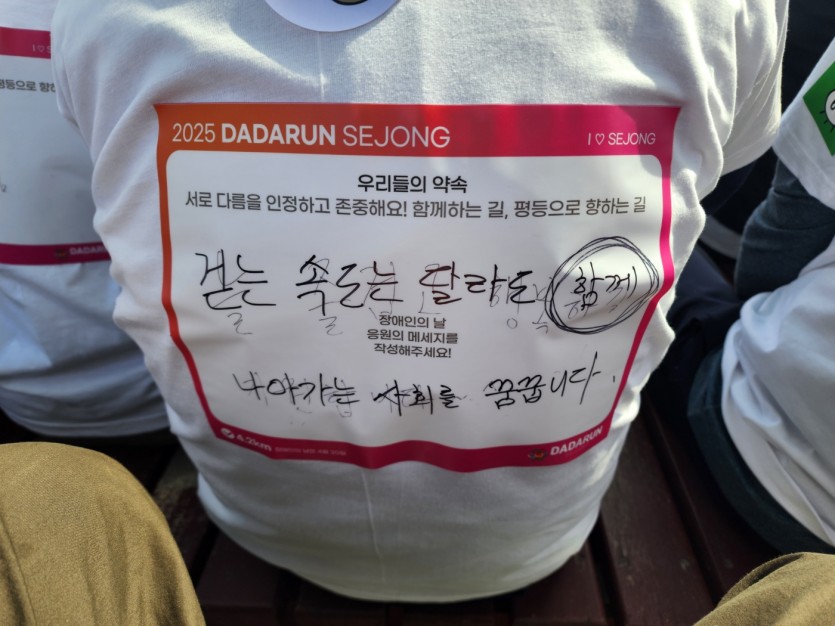 2025 DADARUN SEJONG
I ♡ SEJONG
우리들의 약속
서로 다름을 인정하고 존중해요! 함께하는 길, 평등으로 향하는 길
걷는 속도는 달라도 함께
장애인의 날
응원의 메세지를
작성해주세요!
나아가는 사회를 꿈꿉니다.
4.2km
DADARUN
I ♡
DADARUN